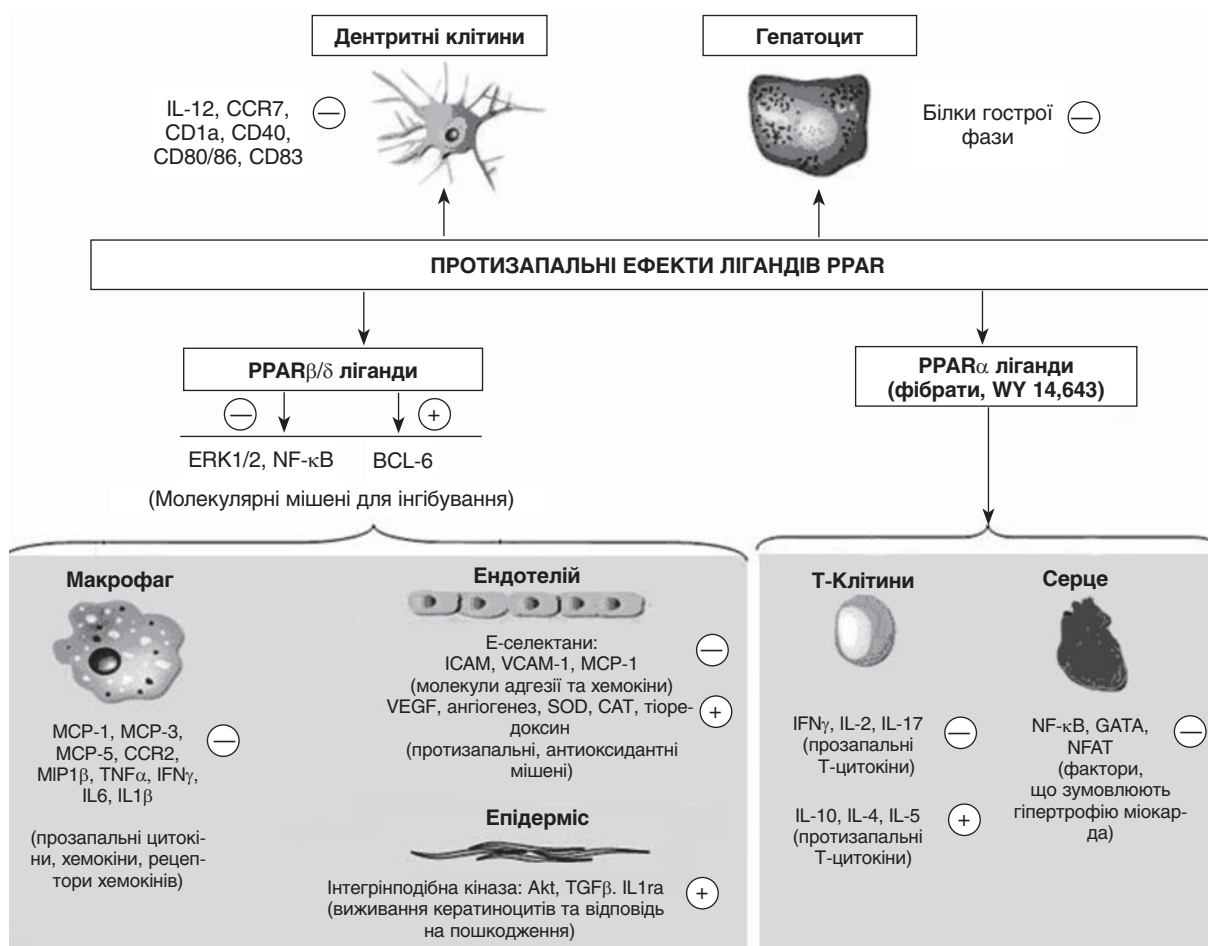 Дентритні клітини
Гепатоцит
IL-12, CCR7,
CD1a, CD40,
CD80/86, CD83
—
Білки гострої
фази
—
ПРОТИЗАПАЛЬНІ ЕФЕКТИ ЛІГАНДІВ PPAR
PPARβ/δ ліганди
— +
ERK1/2, NF-κB BCL-6
(Молекулярні мішені для інгібування)
PPARα ліганди
(фібрати, WY 14,643)
Макрофаг
MCP-1, MCP-3,
MCP-5, CCR2,
MIP1β, TNFα, IFNγ,
IL6, IL1β
—
(прозапальні цитокі-
ни, хемокіни, рецеп-
тори хемокінів)
Ендотелій
Е-селектани:
ICAM, VCAM-1, MCP-1
(молекули адгезії та хемокіни)
—
VEGF, ангіогенез, SOD, CAT, тіоре-
доксин
(протизапальні, антиоксидантні
мішені)
+
Епідерміс
Інтегрінподібна кіназа: Akt, TGFβ. IL1ra
(виживання кератиноцитів та відповідь
на пошкодження)
+
Т-Клітини
IFNγ, IL-2, IL-17
(прозапальні
Т-цитокіни)
—
IL-10, IL-4, IL-5
(протизапальні
Т-цитокіни)
+
Серце
NF-κB, GATA,
NFAT
(фактори,
що зумовлюють
гіпертрофію міокар-
да)
—